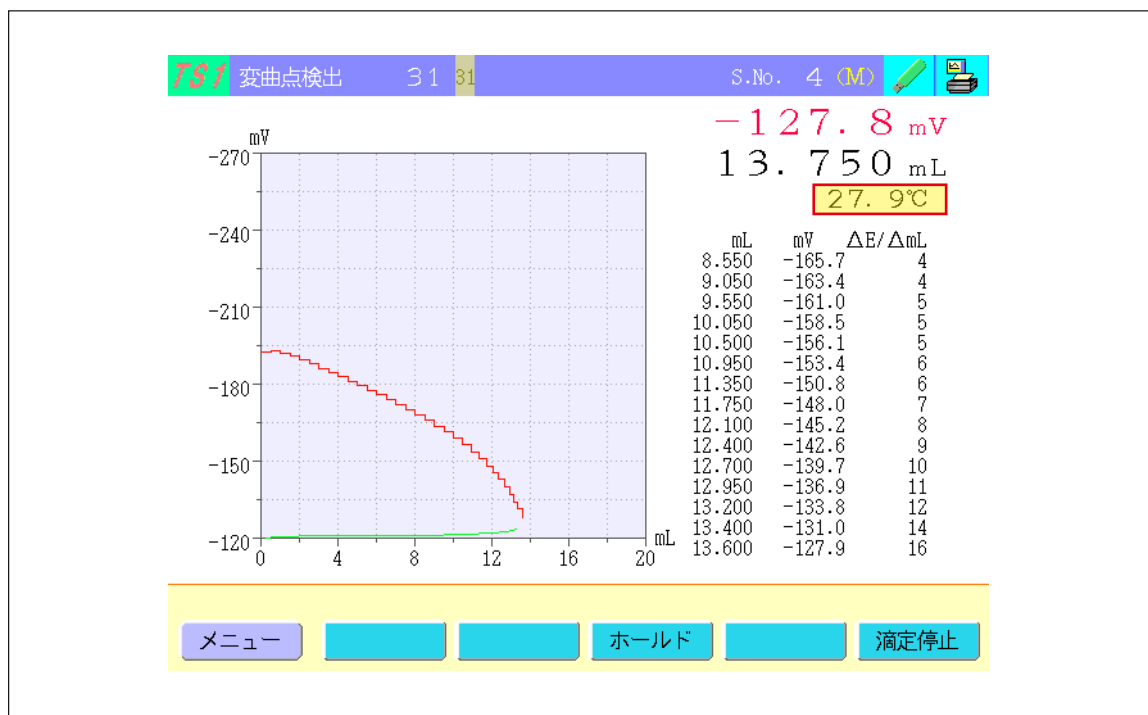 TS1 変曲点検出 31 31 S.No. 4 (M)
-127.8 mV
13.750 mL
27.9℃
mV
-270
-240
-210
-180
-150
-120
0 4 8 12 16 20 mL
mL mV ΔE/ΔmL
8.550 -165.7 4
9.050 -163.4 4
9.550 -161.0 5
10.050 -158.5 5
10.500 -156.1 5
10.950 -153.4 6
11.350 -150.8 6
11.750 -148.0 7
12.100 -145.2 8
12.400 -142.6 9
12.700 -139.7 10
12.950 -136.9 11
13.200 -133.8 12
13.400 -131.0 14
13.600 -127.9 16
メニュー ホールド 滴定停止